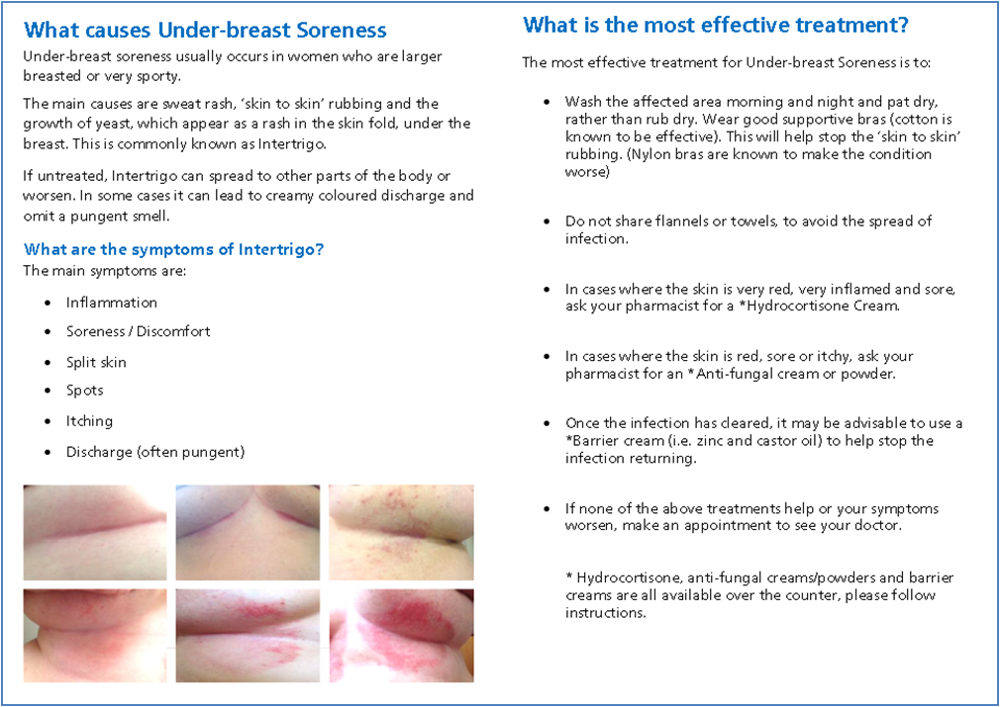 What causes Under-breast Soreness
Under-breast soreness usually occurs in women who are larger
breasted or very sporty.
The main causes are sweat rash, ‘skin to skin’ rubbing and the
growth of yeast, which appear as a rash in the skin fold, under the
breast. This is commonly known as Intertrigo.
If untreated, Intertrigo can spread to other parts of the body or
worsen. In some cases it can lead to creamy coloured discharge and
omit a pungent smell.
What are the symptoms of Intertrigo?
The main symptoms are:
• Inflammation
• Soreness / Discomfort
• Split skin
• Spots
• Itching
• Discharge (often pungent)
What is the most effective treatment?
The most effective treatment for Under-breast Soreness is to:
• Wash the affected area morning and night and pat dry,
rather than rub dry. Wear good supportive bras (cotton is
known to be effective). This will help stop the ‘skin to skin’
rubbing. (Nylon bras are known to make the condition
worse)
• Do not share flannels or towels, to avoid the spread of
infection.
• In cases where the skin is very red, very inflamed and sore,
ask your pharmacist for a *Hydrocortisone Cream.
• In cases where the skin is red, sore or itchy, ask your
pharmacist for an *Anti-fungal cream or powder.
• Once the infection has cleared, it may be advisable to use a
*Barrier cream (i.e. zinc and castor oil) to help stop the
infection returning.
• If none of the above treatments help or your symptoms
worsen, make an appointment to see your doctor.
* Hydrocortisone, anti-fungal creams/powders and barrier
creams are all available over the counter, please follow
instructions.